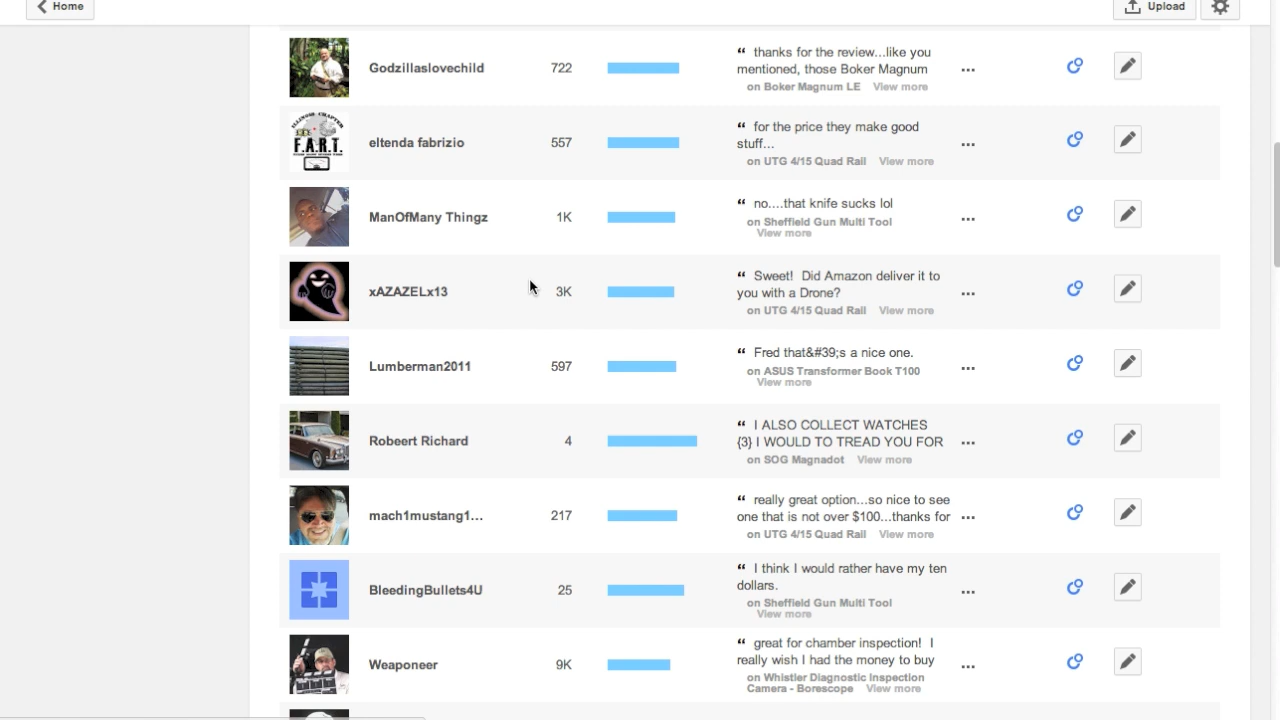 Home
Upload
Godzillaslovechild
722
“ thanks for the review...like you
mentioned, those Boker Magnum
...
on Boker Magnum LE View more
ILLINOIS CHAPTER
F.A.R.T.
eltenda fabrizio
557
“ for the price they make good
stuff...
...
on UTG 4/15 Quad Rail View more
ManOfMany Thingz
1K
“ no....that knife sucks lol
...
on Sheffield Gun Multi Tool
View more
xAZAZELx13
3K
“ Sweet! Did Amazon deliver it to
you with a Drone?
...
on UTG 4/15 Quad Rail View more
Lumberman2011
597
“ Fred that&#39;s a nice one.
...
on ASUS Transformer Book T100
View more
Robeert Richard
4
“ I ALSO COLLECT WATCHES
{3} I WOULD TO TREAD YOU FOR
...
on SOG Magnadot View more
mach1mustang1...
217
“ really great option...so nice to see
one that is not over $100...thanks for
...
on UTG 4/15 Quad Rail View more
BleedingBullets4U
25
“ I think I would rather have my ten
dollars.
...
on Sheffield Gun Multi Tool
View more
Weaponeer
9K
“ great for chamber inspection! I
really wish I had the money to buy
...
on Whistler Diagnostic Inspection
Camera - Borescope View more